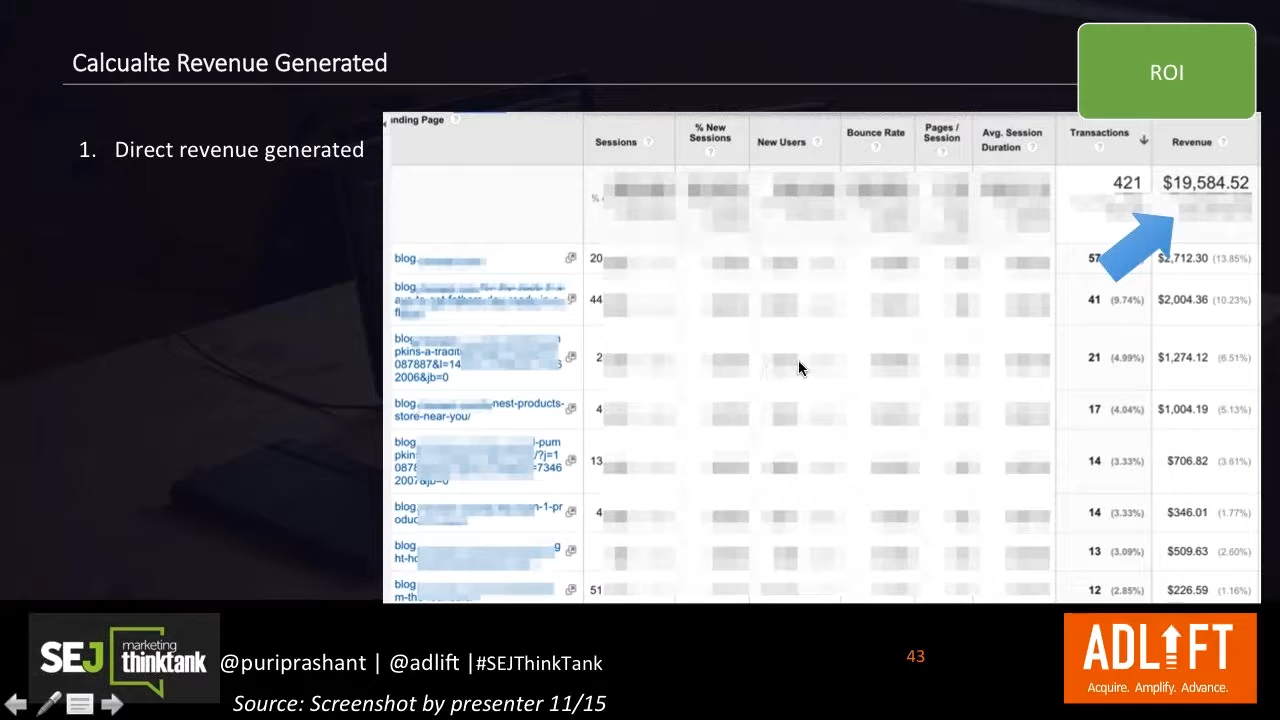 Calcualte Revenue Generated
ROI
1. Direct revenue generated
nding Page
Sessions
% New Sessions
New Users
Bounce Rate
Pages / Session
Avg. Session Duration
Transactions
Revenue
%
421 $19,584.52
blog. 20 57 $2,712.30 (13.85%)
blog. 44 41 (9.74%) $2,004.36 (10.23%)
blog 2 21 (4.99%) $1,274.12 (6.51%)
pkins-a-tradit
087887&l=14
2006&jb=0
blog. nest-products- 4 17 (4.04%) $1,004.19 (5.13%)
store-near-you/
blog l-pum 13 14 (3.33%) $706.82 (3.61%)
pkin /?j=1
0878 =7346
2007&jb=0
blog. n-1-pr 4 14 (3.33%) $346.01 (1.77%)
oduc
blog g 13 (3.09%) $509.63 (2.60%)
ht-ho
blog 51 12 (2.85%) $226.59 (1.16%)
SEJ marketing thinktank
@puriprashant | @adlift |#SEJThinkTank
43
ADLIFT
Acquire. Amplify. Advance.
Source: Screenshot by presenter 11/15